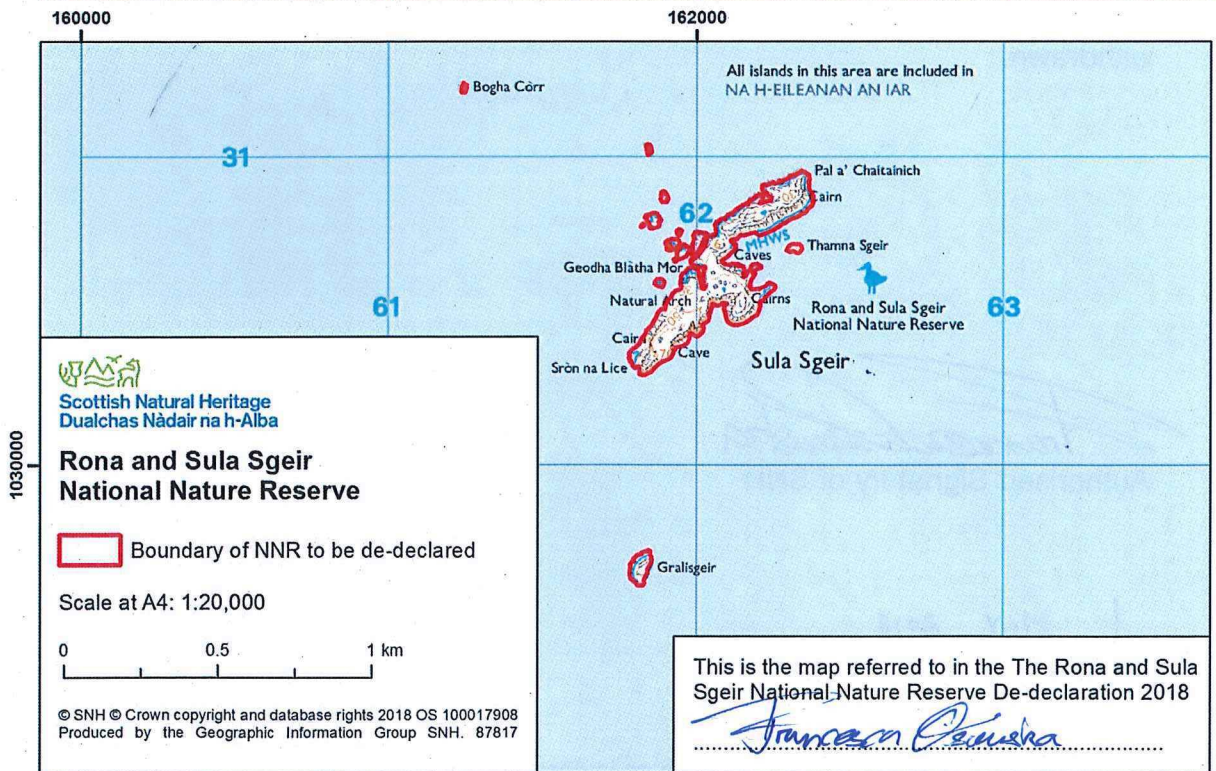 160000
162000
Bogha Còrr
All islands in this area are included in
NA H-EILEANAN AN IAR
31
Pal a' Chaitainich
Cairn
62
MHWS
Thamna Sgeir
Caves
Geodha Blàtha Mor
Natural Arch
Cairns
61
Rona and Sula Sgeir
National Nature Reserve
63
Cairn
Cave
Sròn na Lice
Sula Sgeir
Scottish Natural Heritage
Dualchas Nàdair na h-Alba
1030000
Rona and Sula Sgeir
National Nature Reserve
Boundary of NNR to be de-declared
Gralisgeir
Scale at A4: 1:20,000
0
0.5
1 km
© SNH © Crown copyright and database rights 2018 OS 100017908
Produced by the Geographic Information Group SNH. 87817
This is the map referred to in the The Rona and Sula
Sgeir National Nature Reserve De-declaration 2018
Francesca